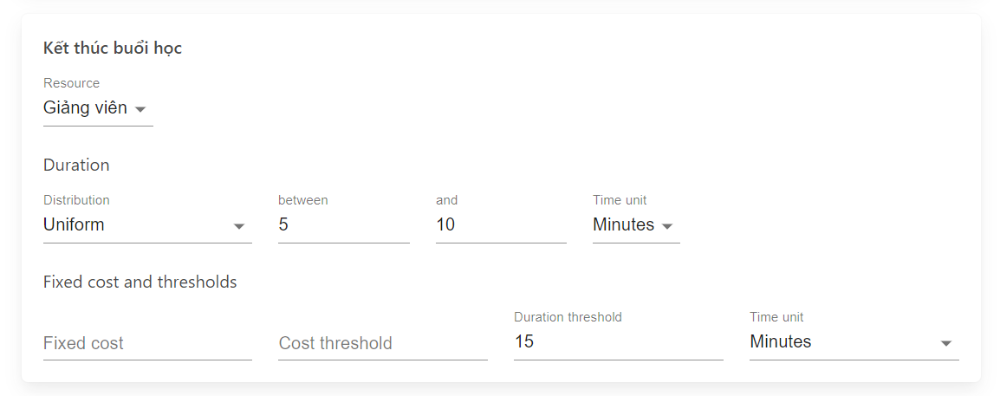 Kết thúc buổi học
Resource
Giảng viên
Duration
Distribution between and Time unit
Uniform 5 10 Minutes
Fixed cost and thresholds
Duration threshold Time unit
Fixed cost Cost threshold 15 Minutes